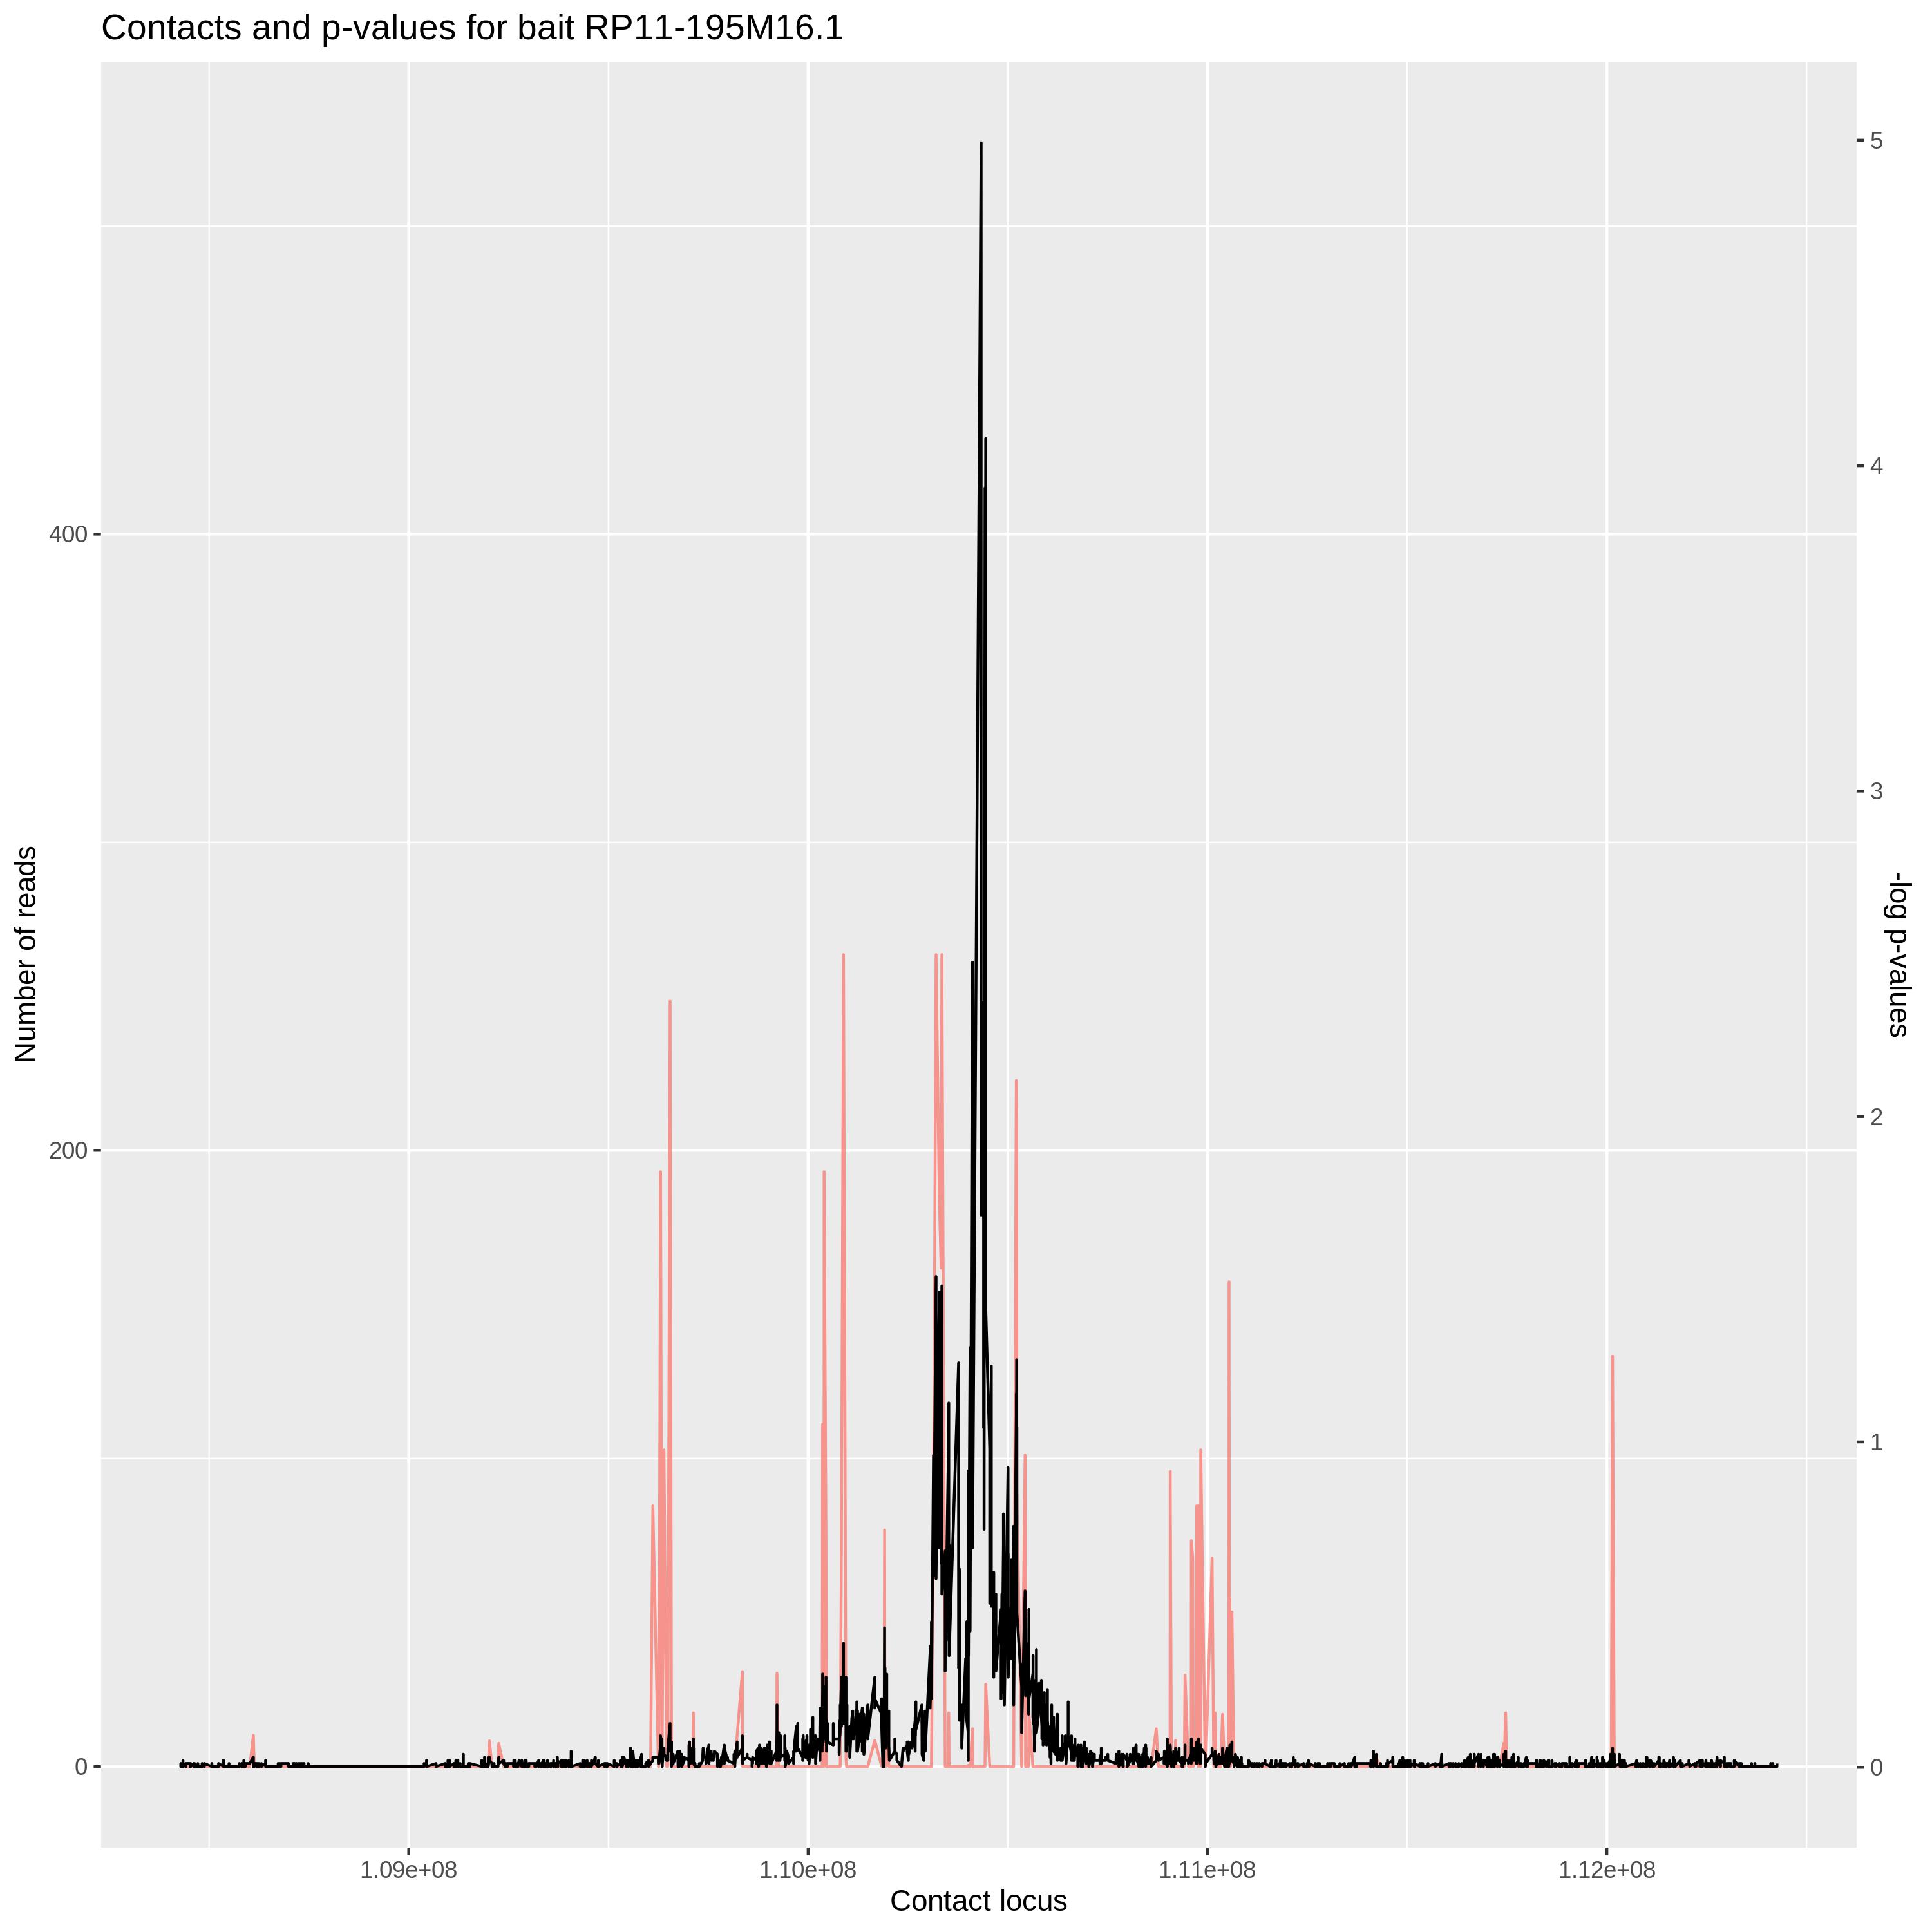 Contacts and p-values for bait RP11-195M16.1
Number of reads
400
200
0
5
4
3
2
1
0
-log p-values
1.09e+08
1.10e+08
1.11e+08
1.12e+08
Contact locus